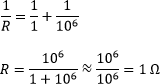 1/R = 1/1 + 1/10⁶
R = 10⁶/(1 + 10⁶) ≈ 10⁶/10⁶ = 1 Ω